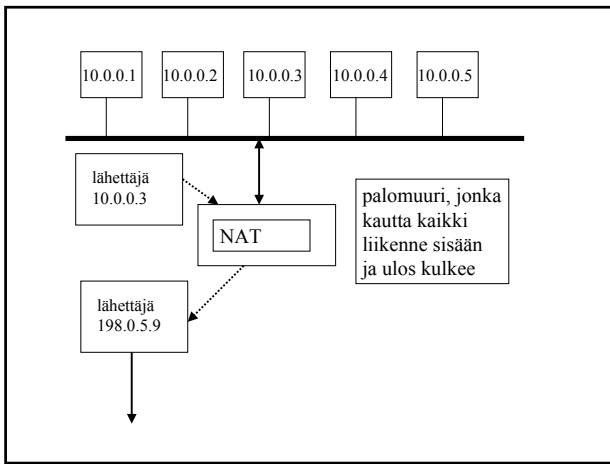 10.0.0.1
10.0.0.2
10.0.0.3
10.0.0.4
10.0.0.5
lähettäjä
10.0.0.3
palomuuri, jonka
kautta kaikki
liikenne sisään
ja ulos kulkee
NAT
lähettäjä
198.0.5.9